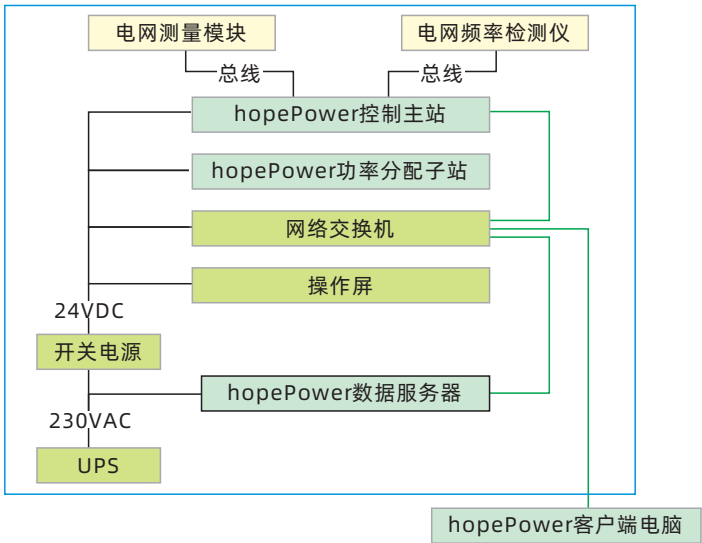 电网测量模块
电网频率检测仪
总线
总线
hopePower控制主站
hopePower功率分配子站
网络交换机
操作屏
24VDC
开关电源
hopePower数据服务器
230VAC
UPS
hopePower客户端电脑